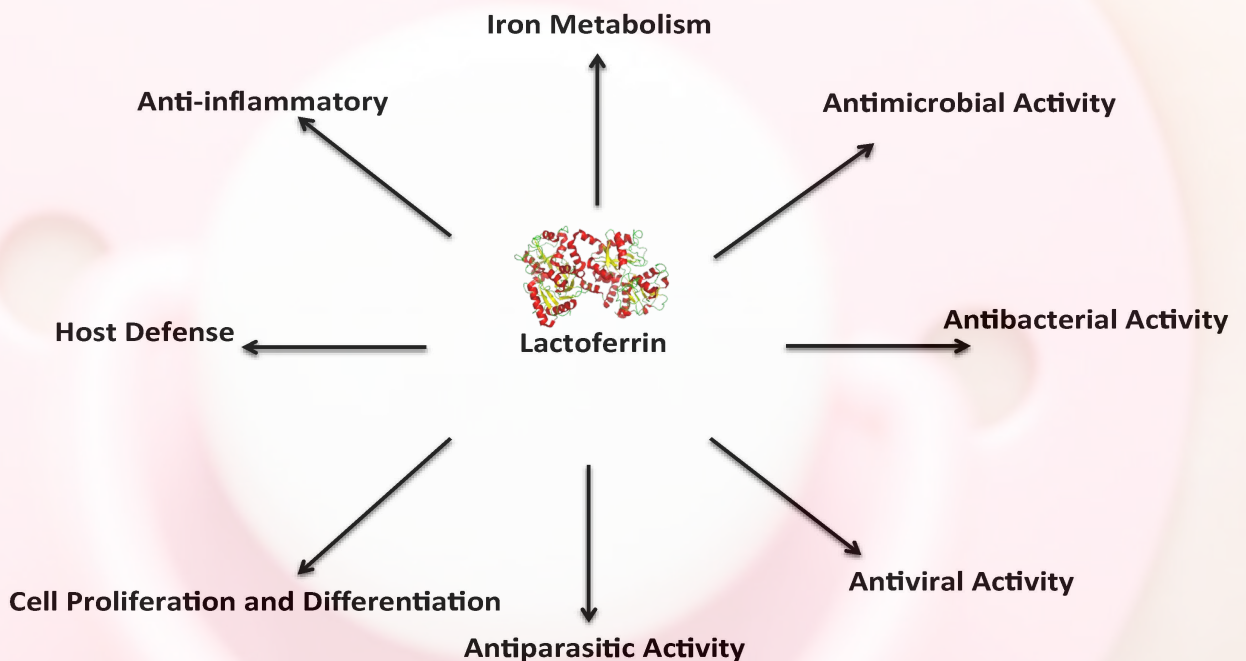 Iron Metabolism
Anti-inflammatory
Antimicrobial Activity
Antibacterial Activity
Host Defense
Lactoferrin
Antiviral Activity
Cell Proliferation and Differentiation
Antiparasitic Activity